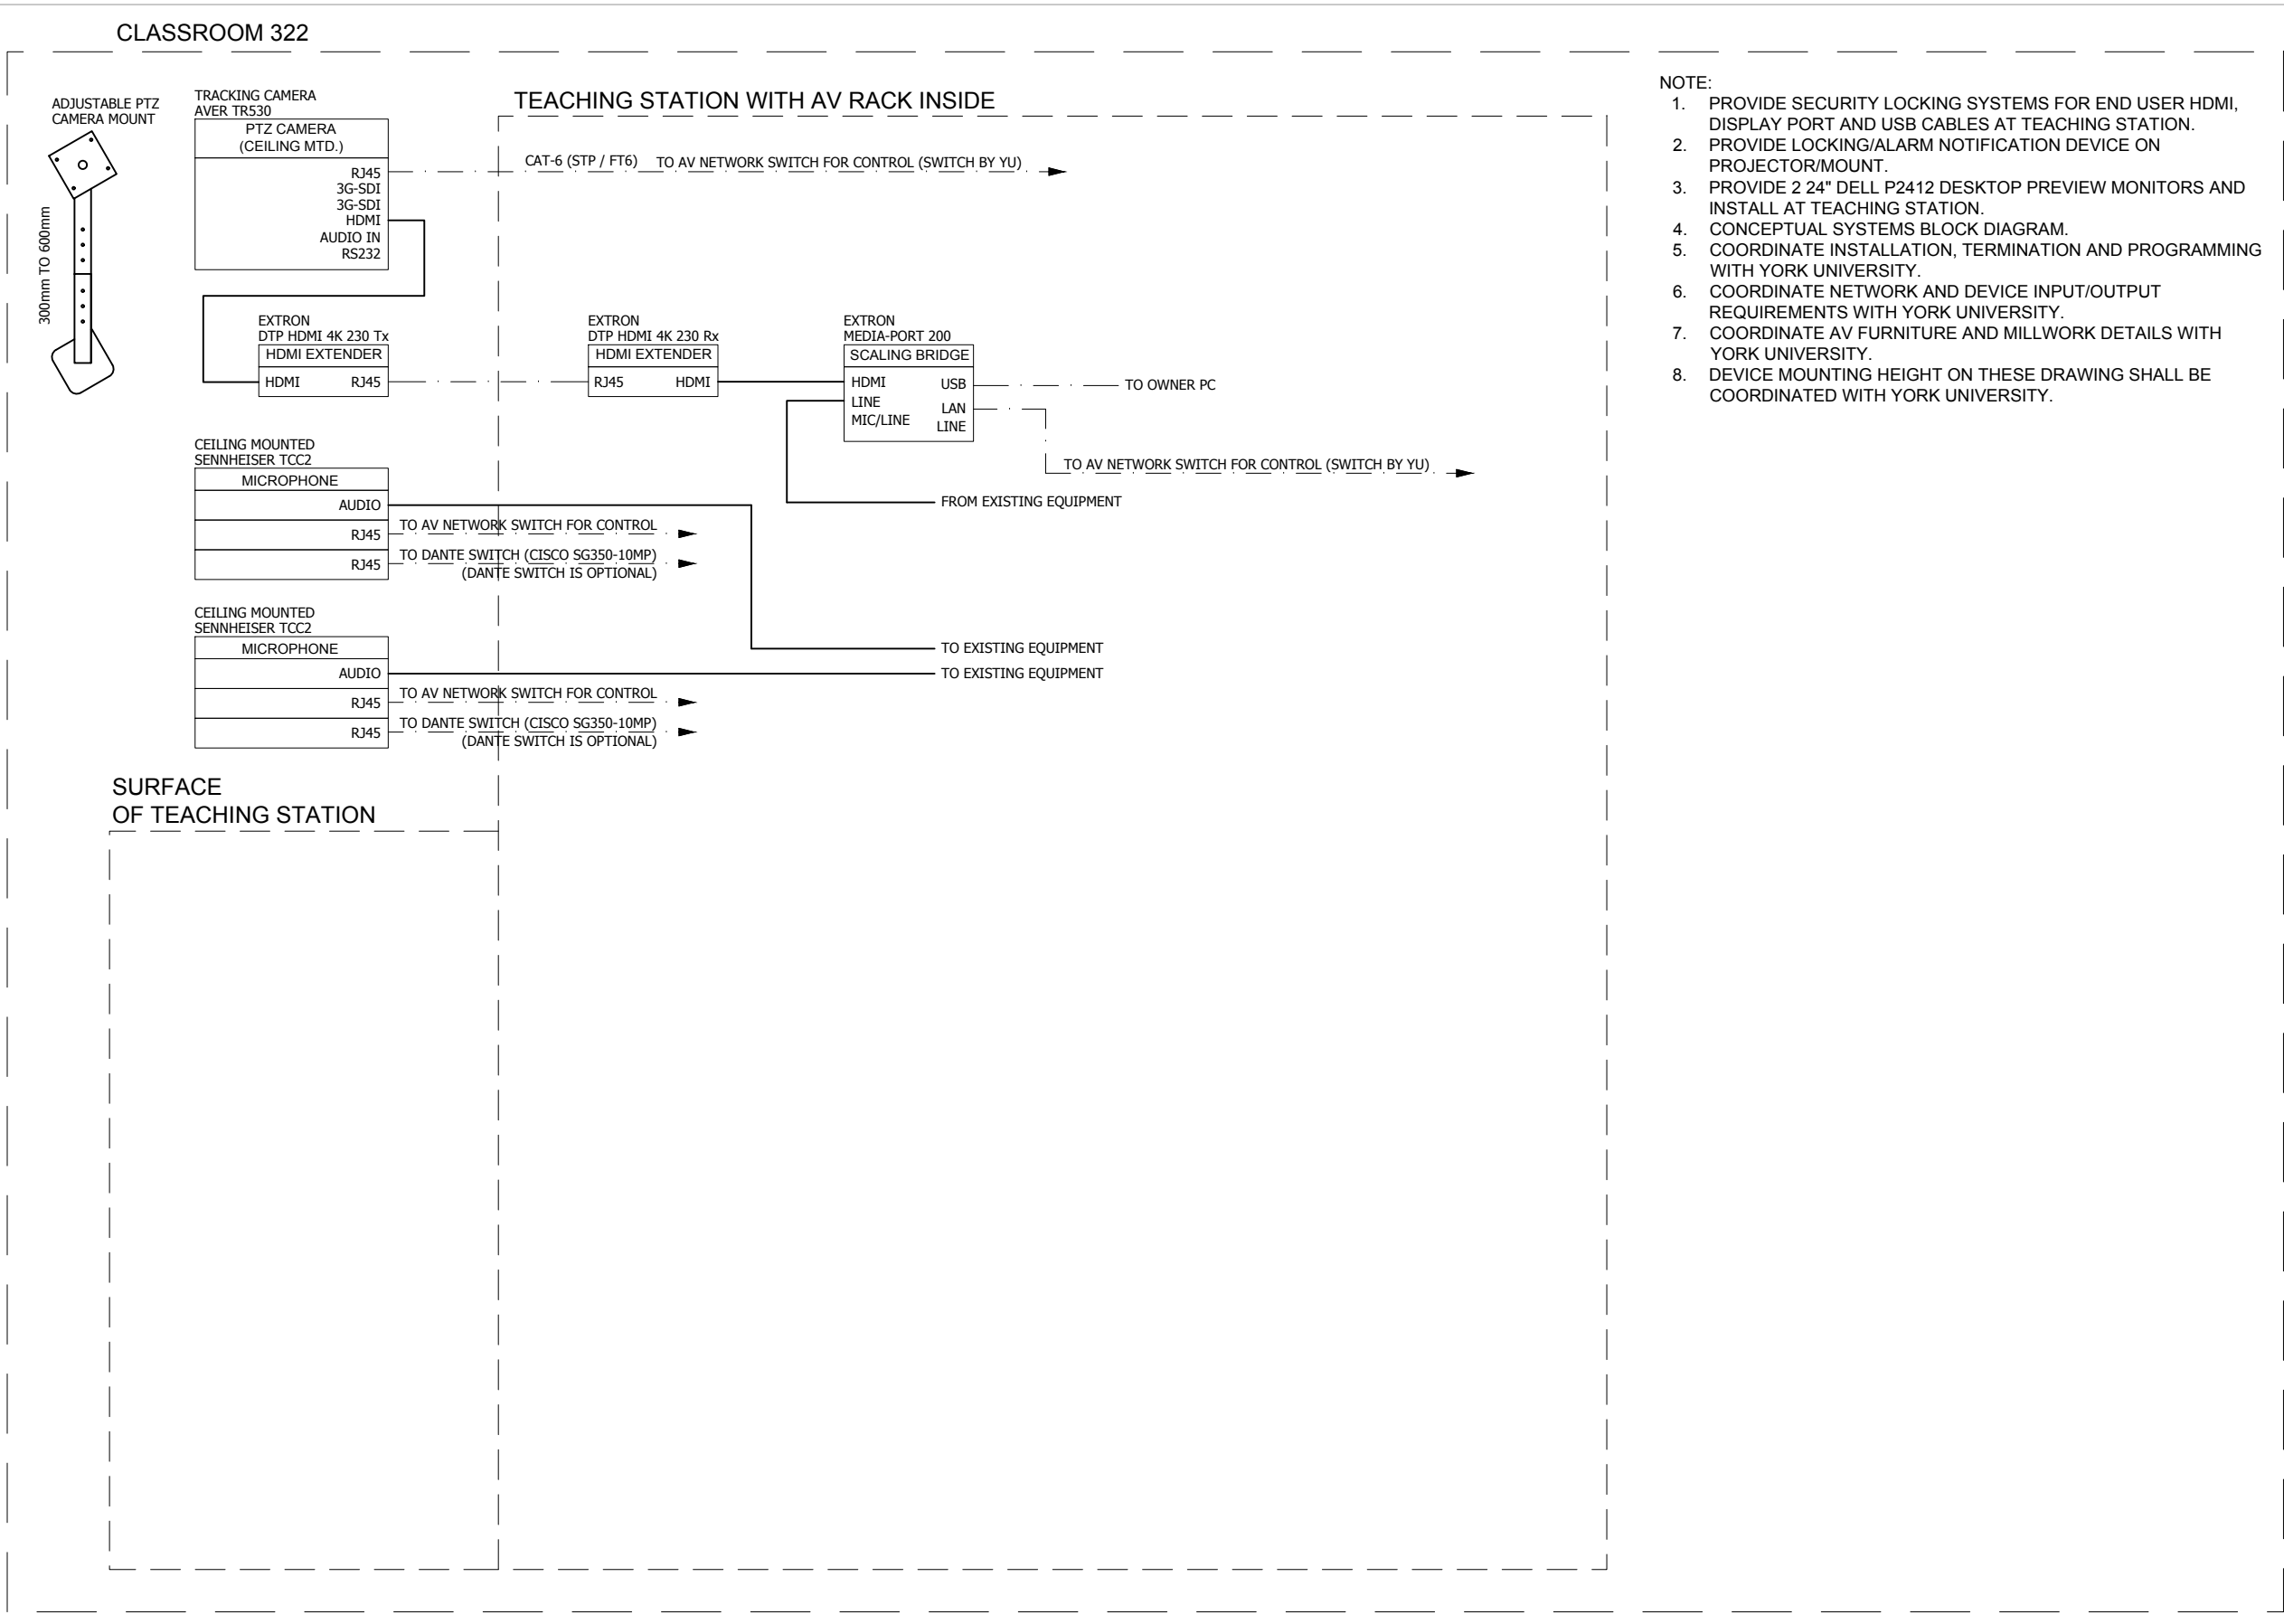 CLASSROOM 322
ADJUSTABLE PTZ
CAMERA MOUNT
300mm TO 600mm
TRACKING CAMERA
AVER TR530
PTZ CAMERA
(CEILING MTD.)
RJ45
3G-SDI
3G-SDI
HDMI
AUDIO IN
RS232
TEACHING STATION WITH AV RACK INSIDE
CAT-6 (STP / FT6) TO AV NETWORK SWITCH FOR CONTROL (SWITCH BY YU)
EXTRON
DTP HDMI 4K 230 Tx
HDMI EXTENDER
HDMI RJ45
EXTRON
DTP HDMI 4K 230 Rx
HDMI EXTENDER
RJ45 HDMI
EXTRON
MEDIA-PORT 200
SCALING BRIDGE
HDMI USB
LINE LAN
MIC/LINE LINE
TO OWNER PC
TO AV NETWORK SWITCH FOR CONTROL (SWITCH BY YU)
FROM EXISTING EQUIPMENT
CEILING MOUNTED
SENNHEISER TCC2
MICROPHONE
AUDIO
RJ45
TO AV NETWORK SWITCH FOR CONTROL
RJ45
TO DANTE SWITCH (CISCO SG350-10MP)
(DANTE SWITCH IS OPTIONAL)
CEILING MOUNTED
SENNHEISER TCC2
MICROPHONE
TO EXISTING EQUIPMENT
AUDIO
TO EXISTING EQUIPMENT
RJ45
TO AV NETWORK SWITCH FOR CONTROL
RJ45
TO DANTE SWITCH (CISCO SG350-10MP)
(DANTE SWITCH IS OPTIONAL)
SURFACE
OF TEACHING STATION
NOTE:
1. PROVIDE SECURITY LOCKING SYSTEMS FOR END USER HDMI,
DISPLAY PORT AND USB CABLES AT TEACHING STATION.
2. PROVIDE LOCKING/ALARM NOTIFICATION DEVICE ON
PROJECTOR/MOUNT.
3. PROVIDE 2 24" DELL P2412 DESKTOP PREVIEW MONITORS AND
INSTALL AT TEACHING STATION.
4. CONCEPTUAL SYSTEMS BLOCK DIAGRAM.
5. COORDINATE INSTALLATION, TERMINATION AND PROGRAMMING
WITH YORK UNIVERSITY.
6. COORDINATE NETWORK AND DEVICE INPUT/OUTPUT
REQUIREMENTS WITH YORK UNIVERSITY.
7. COORDINATE AV FURNITURE AND MILLWORK DETAILS WITH
YORK UNIVERSITY.
8. DEVICE MOUNTING HEIGHT ON THESE DRAWING SHALL BE
COORDINATED WITH YORK UNIVERSITY.